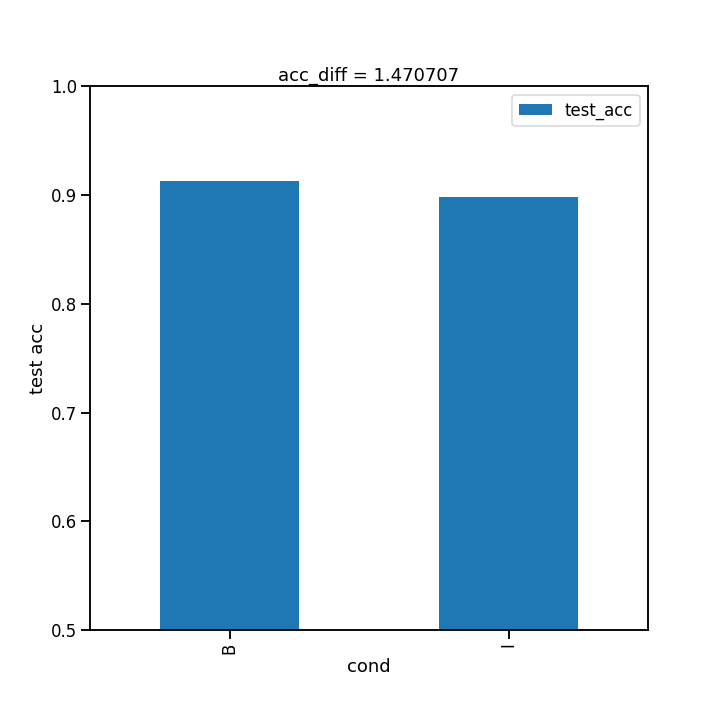 acc_diff = 1.470707
test_acc
1.0
0.9
0.8
0.7
0.6
0.5
test acc
B
I
cond